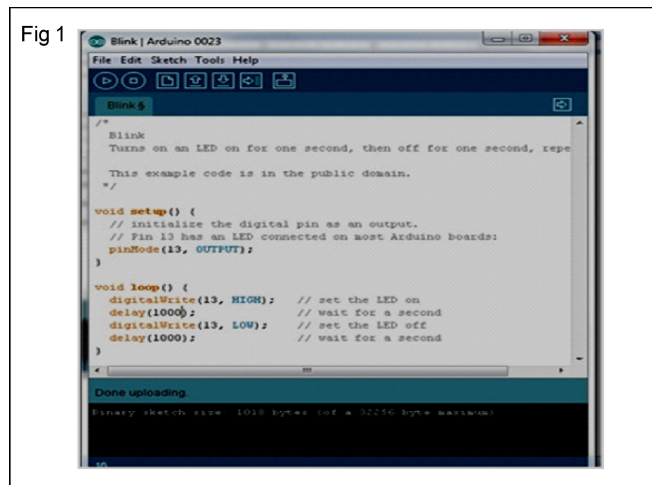 Fig 1
Blink | Arduino 0023
File Edit Sketch Tools Help
Blink §
/*
Blink
Turns on an LED on for one second, then off for one second, repe
This example code is in the public domain.
*/
void setup() {
// initialize the digital pin as an output.
// Pin 13 has an LED connected on most Arduino boards:
pinMode(13, OUTPUT);
}
void loop() {
digitalWrite(13, HIGH); // set the LED on
delay(1000); // wait for a second
digitalWrite(13, LOW); // set the LED off
delay(1000); // wait for a second
}
Done uploading.
Binary sketch size: 1018 bytes (of a 32256 byte maximum)